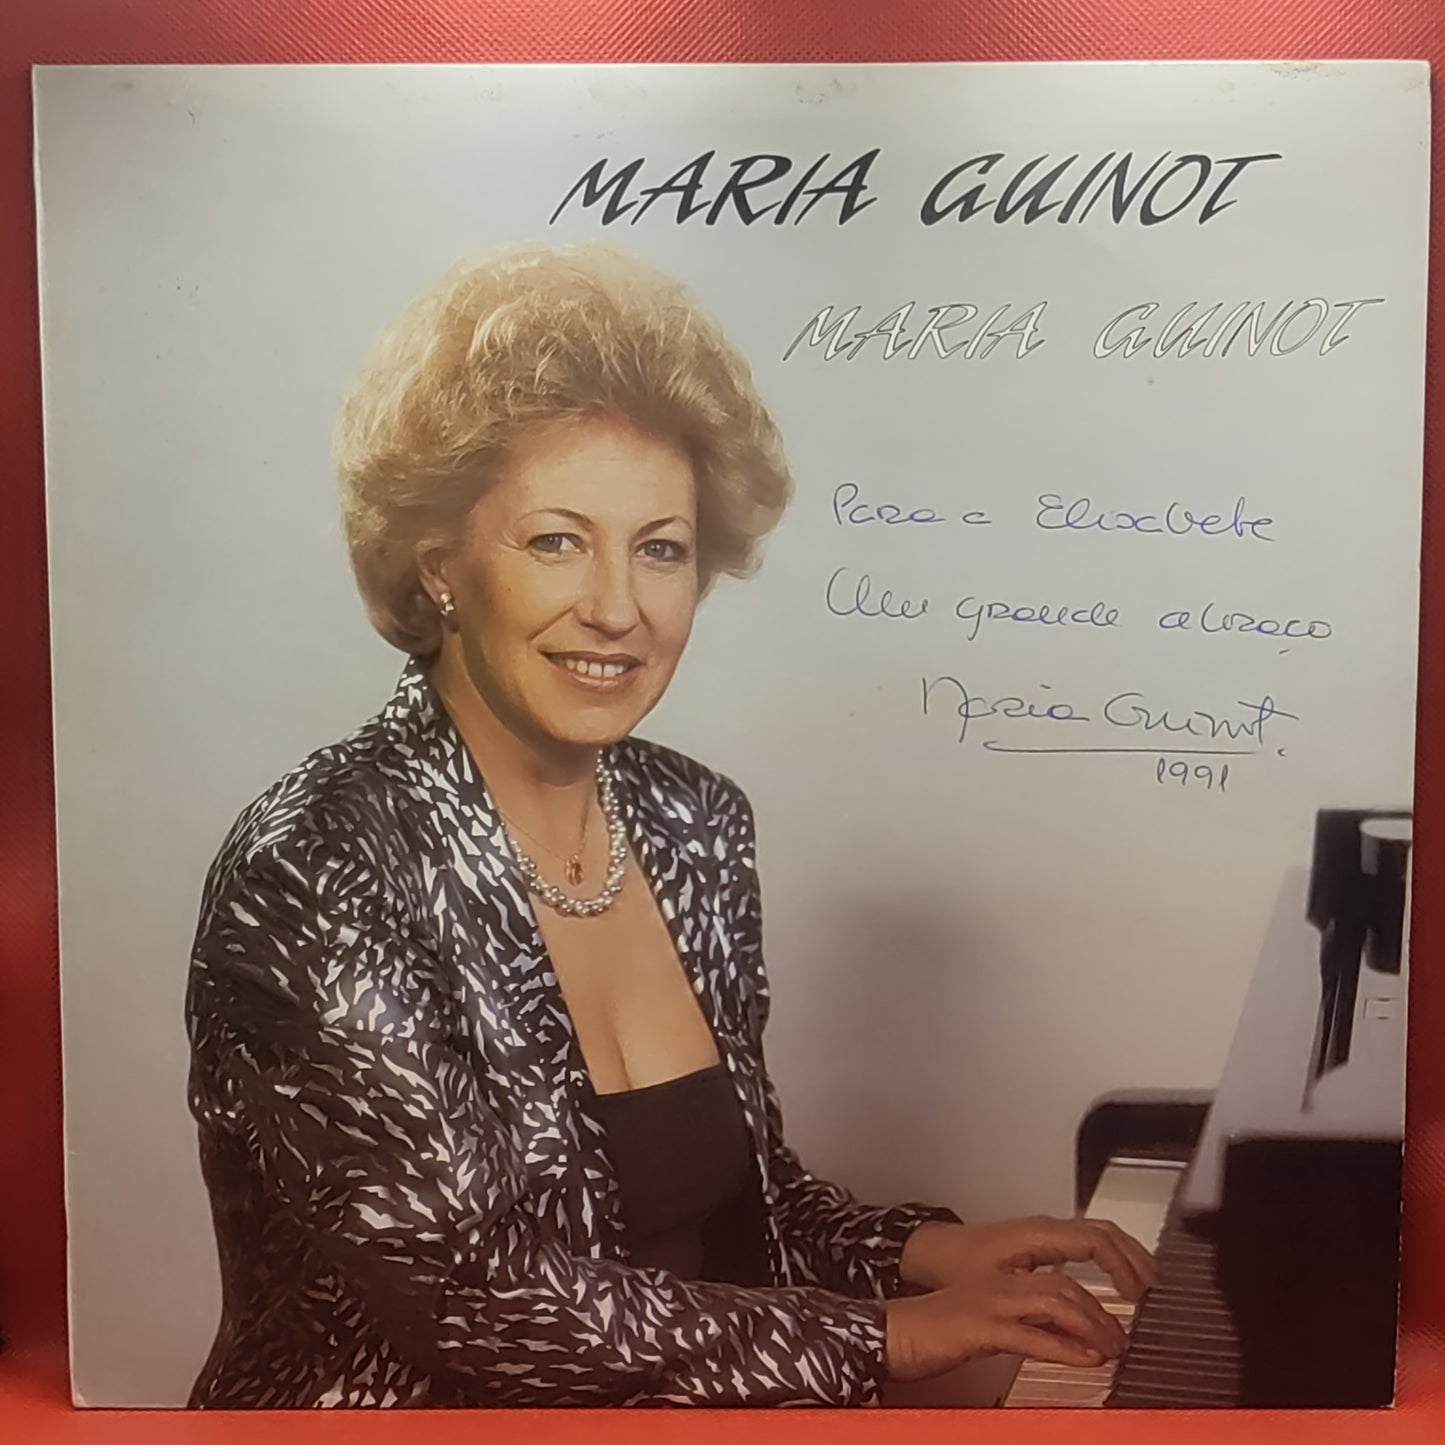 MARIA GUINOT
MARIA GUINOT
Para a Elisabete
Um grande abraço
Maria Guinot.
1991